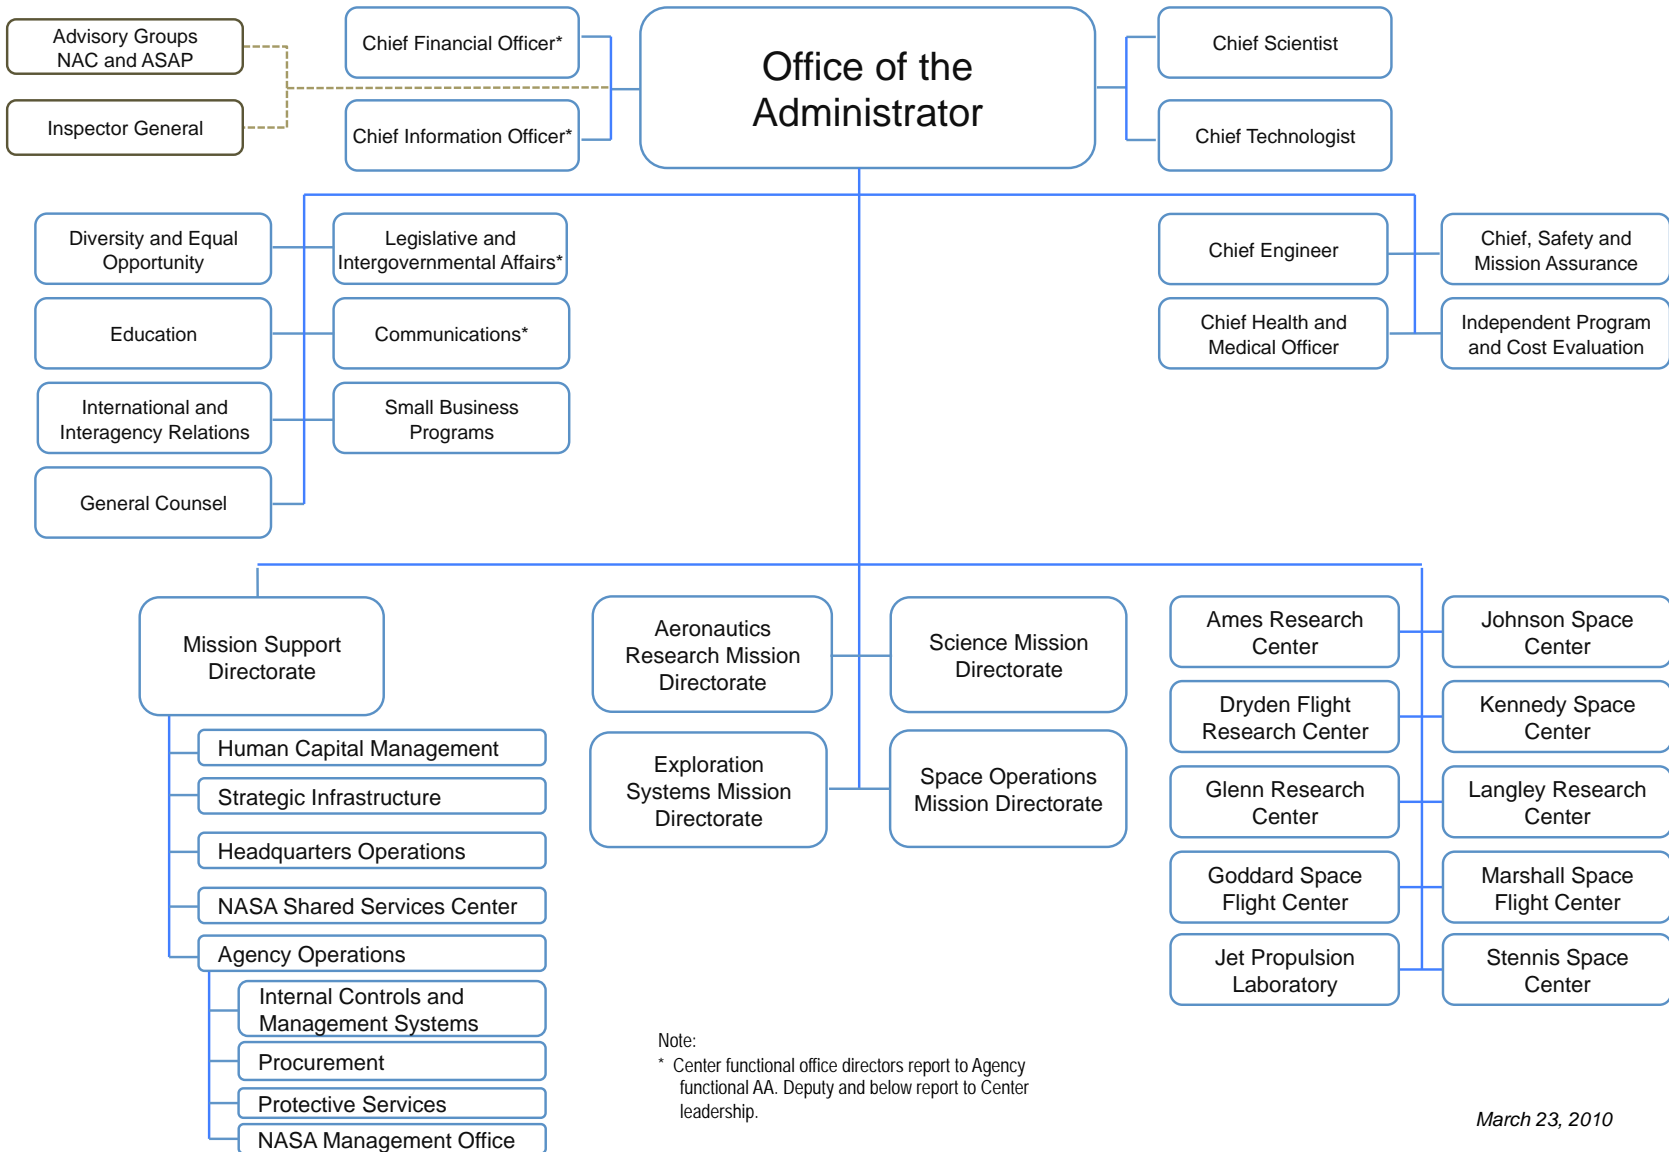 Advisory Groups
NAC and ASAP
Inspector General
Chief Financial Officer*
Chief Information Officer*
Office of the
Administrator
Chief Scientist
Chief Technologist
Diversity and Equal
Opportunity
Legislative and
Intergovernmental Affairs*
Education
Communications*
International and
Interagency Relations
Small Business
Programs
General Counsel
Chief Engineer
Chief, Safety and
Mission Assurance
Chief Health and
Medical Officer
Independent Program
and Cost Evaluation
Mission Support
Directorate
Human Capital Management
Strategic Infrastructure
Headquarters Operations
NASA Shared Services Center
Agency Operations
Internal Controls and
Management Systems
Procurement
Protective Services
NASA Management Office
Aeronautics
Research Mission
Directorate
Science Mission
Directorate
Exploration
Systems Mission
Directorate
Space Operations
Mission Directorate
Ames Research
Center
Johnson Space
Center
Dryden Flight
Research Center
Kennedy Space
Center
Glenn Research
Center
Langley Research
Center
Goddard Space
Flight Center
Marshall Space
Flight Center
Jet Propulsion
Laboratory
Stennis Space
Center
Note:
* Center functional office directors report to Agency
functional AA. Deputy and below report to Center
leadership.
March 23, 2010